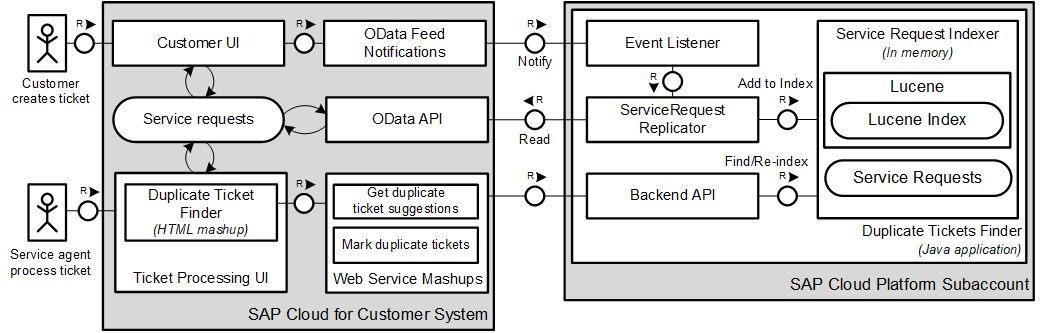 R
Customer
creates ticket
Customer UI
R
OData Feed
Notifications
R
Notify
Event Listener
R
Service Request Indexer
(In memory)
Service requests
OData API
R
Read
ServiceRequest
Replicator
Add to Index
R
Lucene
Lucene Index
R
Service agent
process ticket
Duplicate Ticket
Finder
(HTML mashup)
Ticket Processing UI
R
Get duplicate
ticket suggestions
Mark duplicate tickets
Web Service Mashups
R
Backend API
Find/Re-index
R
Service Requests
Duplicate Tickets Finder
(Java application)
SAP Cloud for Customer System
SAP Cloud Platform Subaccount